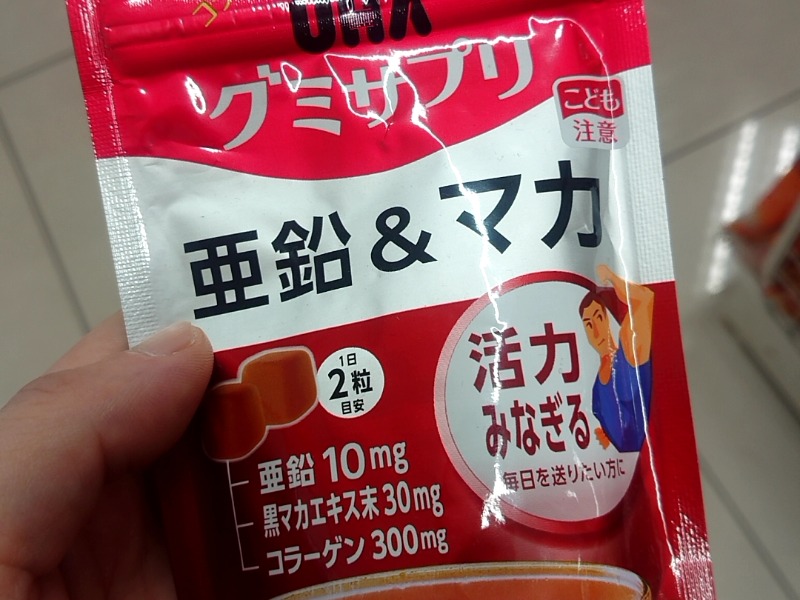 グミサプリ
こども
注意
亜鉛&マカ
活力
みなぎる
毎日を送りたい方に
1日
2粒
目安
亜鉛 10mg
黒マカエキス末 30mg
コラーゲン 300mg